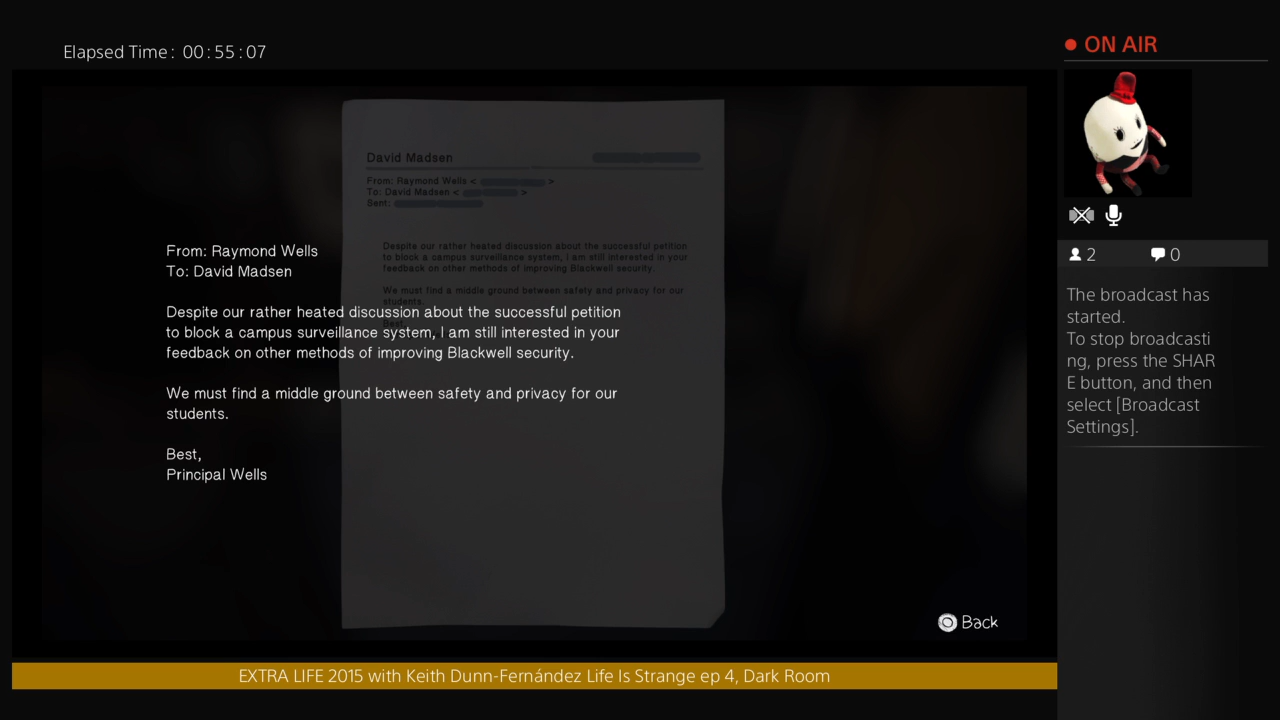 Elapsed Time: 00:55:07
ON AIR
2
0
The broadcast has
started.
To stop broadcasti
ng, press the SHAR
E button, and then
select [Broadcast
Settings].
David Madsen
From: Raymond Wells < >
To: David Madsen < >
Sent:
Despite our rather heated discussion about the successful petition
to block a campus surveillance system, I am still interested in your
feedback on other methods of improving Blackwell security.
We must find a middle ground between safety and privacy for our
students.
Best,
From: Raymond Wells
To: David Madsen
Despite our rather heated discussion about the successful petition
to block a campus surveillance system, I am still interested in your
feedback on other methods of improving Blackwell security.
We must find a middle ground between safety and privacy for our
students.
Best,
Principal Wells
Back
EXTRA LIFE 2015 with Keith Dunn-Fernández Life Is Strange ep 4, Dark Room